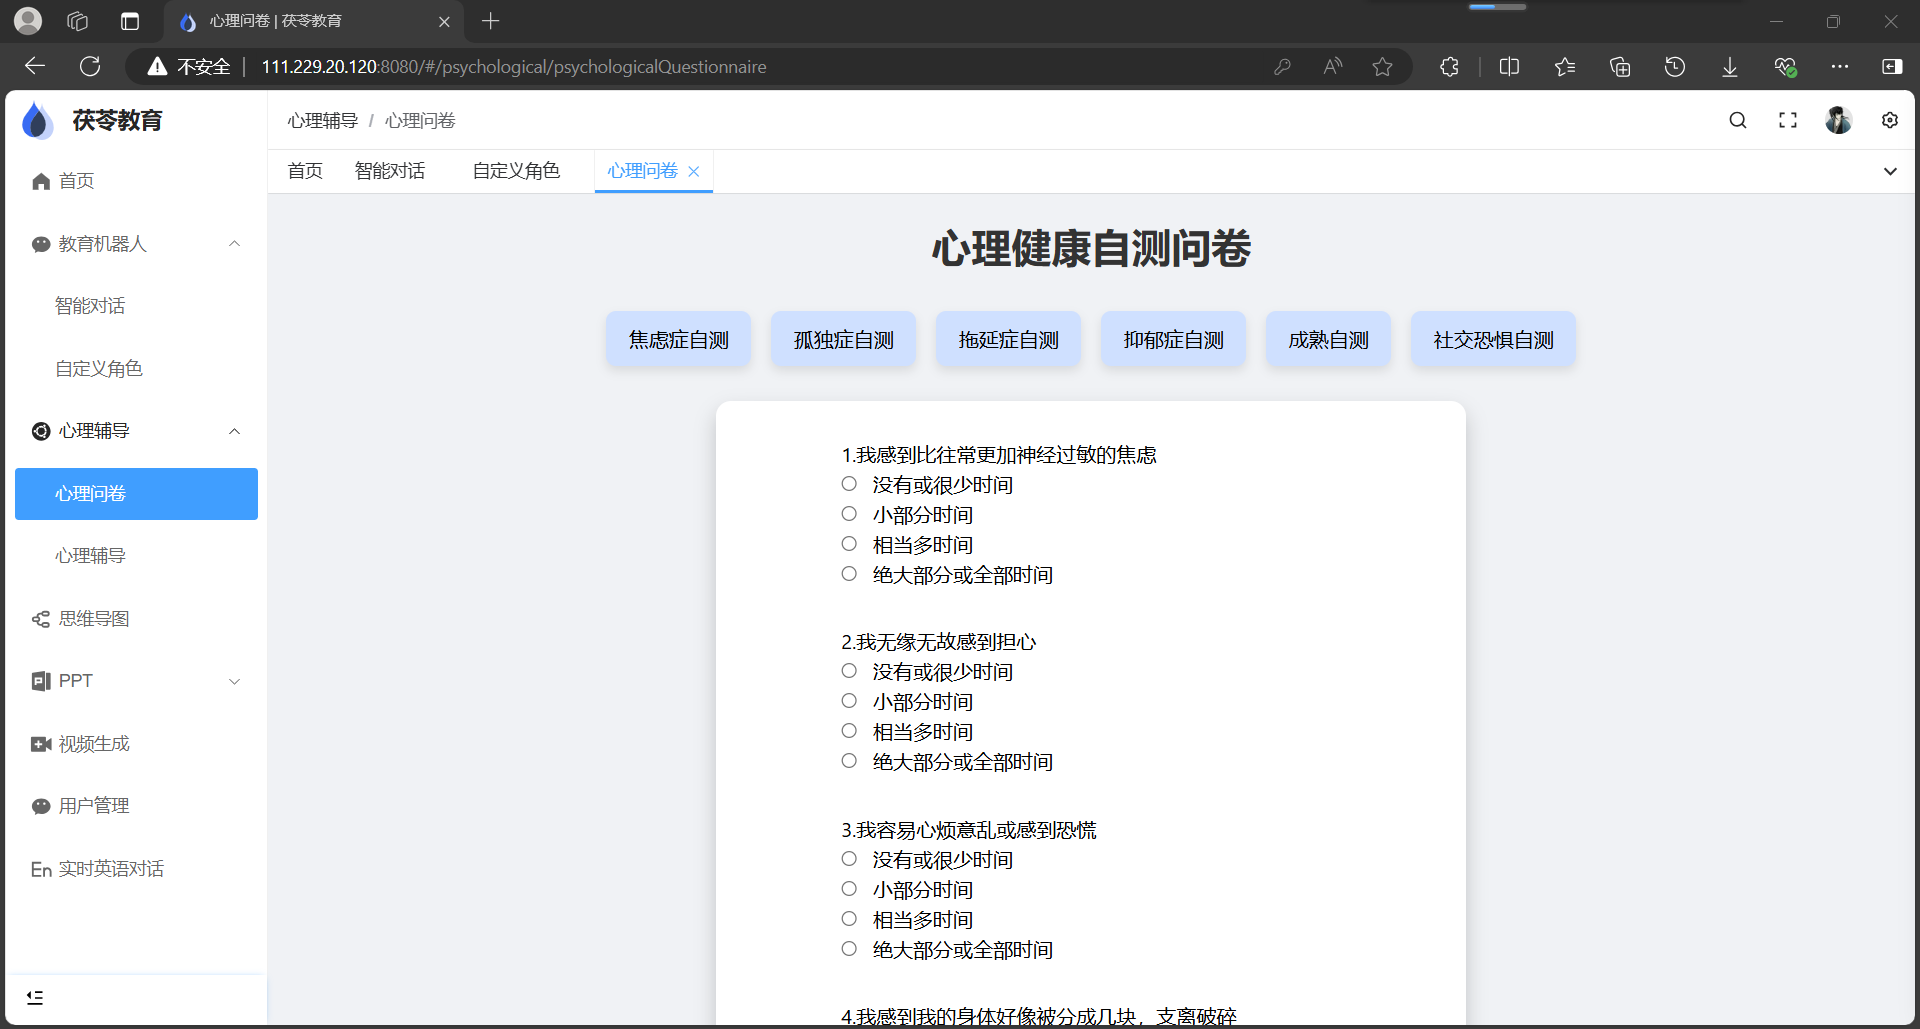 心理问卷 | 茯苓教育
不安全
111.229.20.120:8080/#/psychological/psychologicalQuestionnaire
茯苓教育
心理辅导 / 心理问卷
首页 智能对话 自定义角色 心理问卷
首页
教育机器人
智能对话
自定义角色
心理辅导
心理问卷
心理辅导
思维导图
PPT
视频生成
用户管理
En 实时英语对话
心理健康自测问卷
焦虑症自测 孤独症自测 拖延症自测 抑郁症自测 成熟自测 社交恐惧自测
1.我感到比往常更加神经过敏的焦虑
没有或很少时间
小部分时间
相当多时间
绝大部分或全部时间
2.我无缘无故感到担心
没有或很少时间
小部分时间
相当多时间
绝大部分或全部时间
3.我容易心烦意乱或感到恐慌
没有或很少时间
小部分时间
相当多时间
绝大部分或全部时间
4.我感到我的身体好像被分成几块，支离破碎